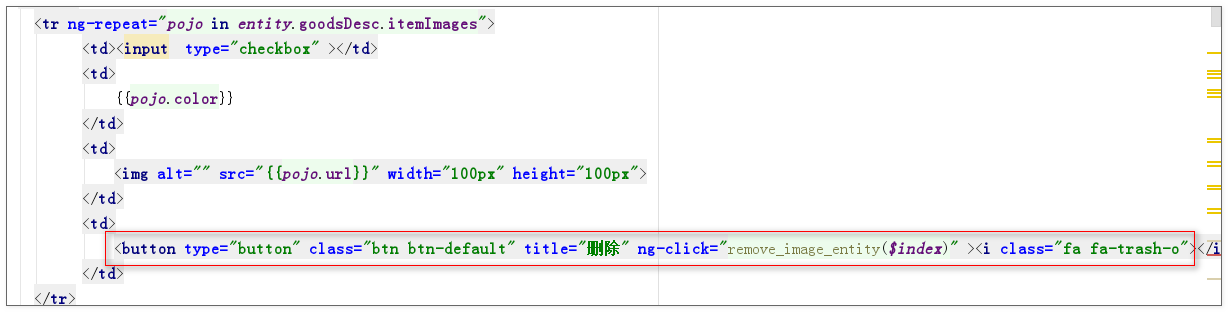 <tr ng-repeat="pojo in entity.goodsDesc.itemImages">
<td><input  type="checkbox" ></td>
<td>
{{pojo.color}}
</td>
<td>
<img alt="" src="{{pojo.url}}" width="100px" height="100px">
</td>
<td>
<button type="button" class="btn btn-default" title="删除" ng-click="remove_image_entity($index)" ><i class="fa fa-trash-o"></i
</td>
</tr>